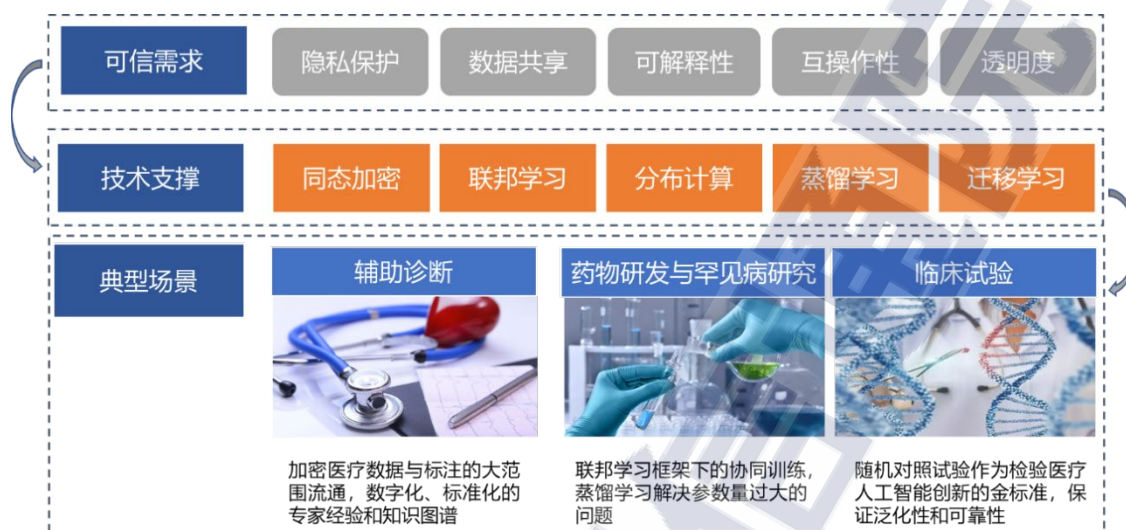 可信需求 隐私保护 数据共享 可解释性 互操作性 透明度
技术支撑 同态加密 联邦学习 分布计算 蒸馏学习 迁移学习
典型场景 辅助诊断 药物研发与罕见病研究 临床试验
加密医疗数据与标注的大范
围流通，数字化、标准化的
专家经验和知识图谱
联邦学习框架下的协同训练，
蒸馏学习解决参数量过大的
问题
随机对照试验作为检验医疗
人工智能创新的金标准，保
证泛化性和可靠性